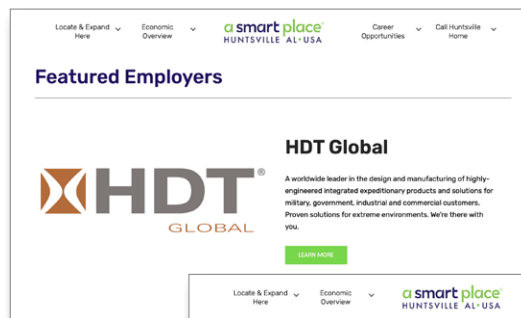 Locate & Expand Here
Economic Overview
a smart place®
HUNTSVILLE AL•USA
Career Opportunities
Call Huntsville Home
Featured Employers
HDT®
GLOBAL
HDT Global
A worldwide leader in the design and manufacturing of highly-
engineered integrated expeditionary products and solutions for
military, government, industrial and commercial customers.
Proven solutions for extreme environments. We're there with
you.
LEARN MORE
Locate & Expand Here
Economic Overview
a smart place®
HUNTSVILLE AL•USA